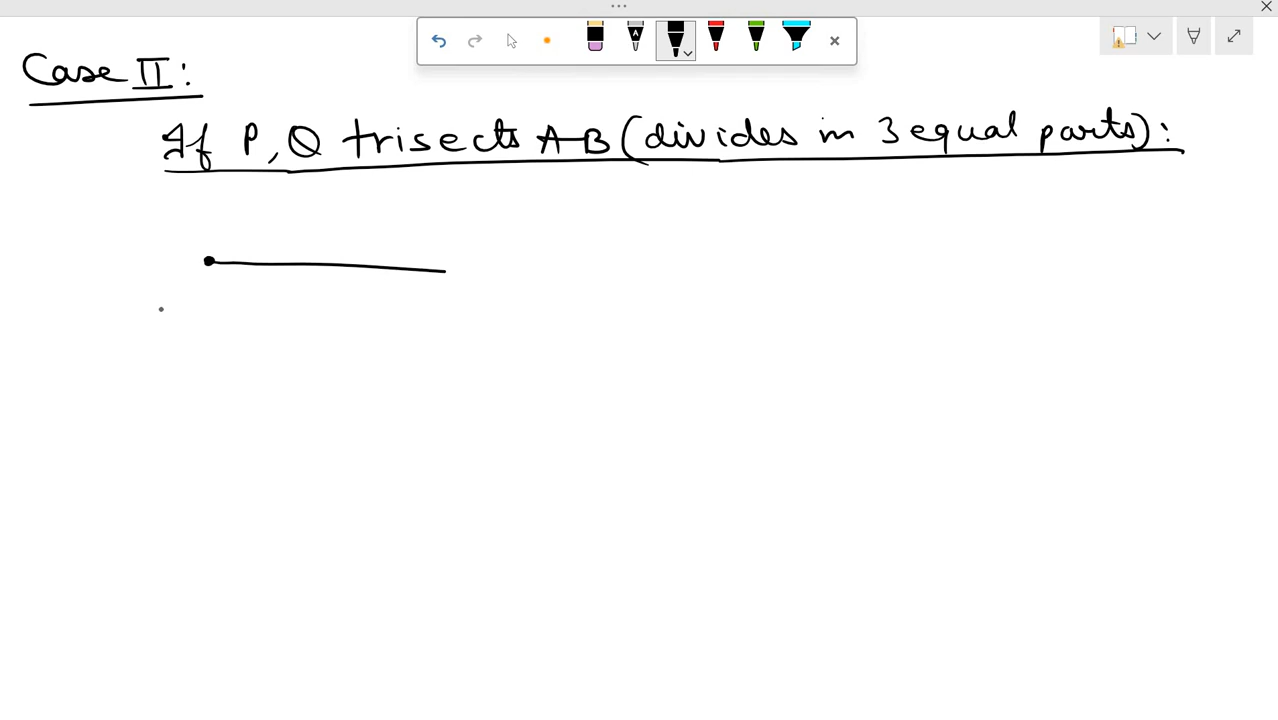 Case II:
If P, Q trisects AB (divides in 3 equal parts):